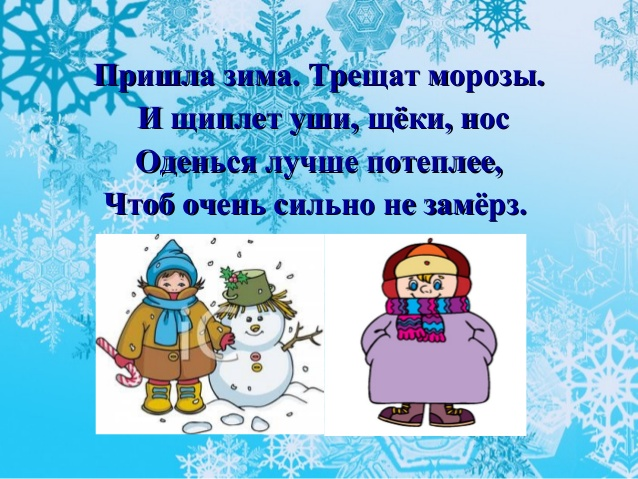 Пришла зима. Трещат морозы.
И щиплет уши, щёки, нос
Оденься лучше потеплее,
Чтоб очень сильно не замёрз.